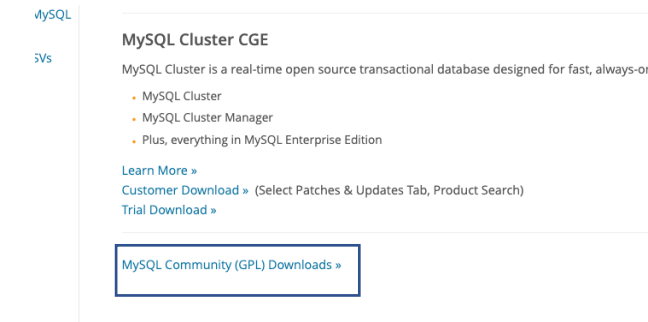 MySQL
SVs
MySQL Cluster CGE
MySQL Cluster is a real-time open source transactional database designed for fast, always-on
• MySQL Cluster
• MySQL Cluster Manager
• Plus, everything in MySQL Enterprise Edition
Learn More »
Customer Download » (Select Patches & Updates Tab, Product Search)
Trial Download »
MySQL Community (GPL) Downloads »